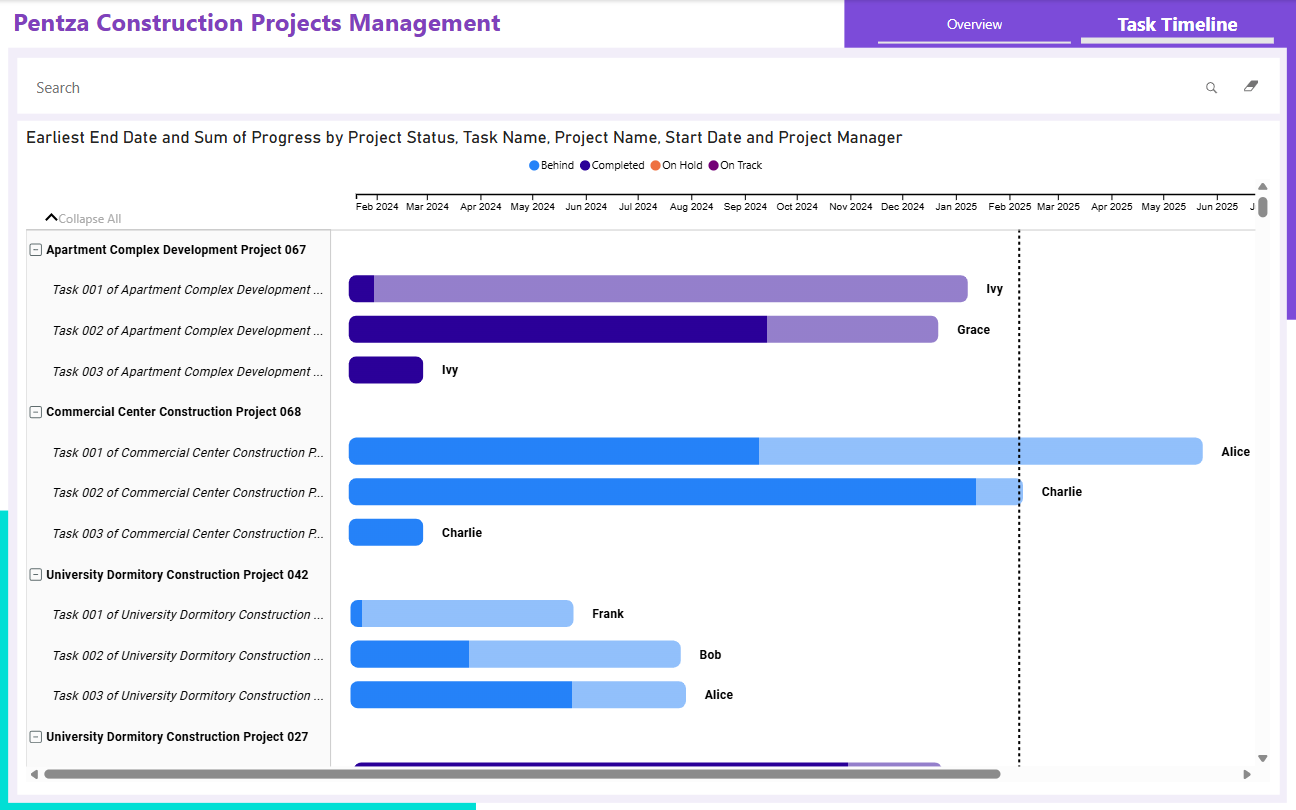 Pentza Construction Projects Management
Overview
Task Timeline
Search
Earliest End Date and Sum of Progress by Project Status, Task Name, Project Name, Start Date and Project Manager
Behind Completed On Hold On Track
Feb 2024 Mar 2024 Apr 2024 May 2024 Jun 2024 Jul 2024 Aug 2024 Sep 2024 Oct 2024 Nov 2024 Dec 2024 Jan 2025 Feb 2025 Mar 2025 Apr 2025 May 2025 Jun 2025 J
Collapse All
Apartment Complex Development Project 067
Task 001 of Apartment Complex Development ... Ivy
Task 002 of Apartment Complex Development ... Grace
Task 003 of Apartment Complex Development ... Ivy
Commercial Center Construction Project 068
Task 001 of Commercial Center Construction P... Alice
Task 002 of Commercial Center Construction P... Charlie
Task 003 of Commercial Center Construction P... Charlie
University Dormitory Construction Project 042
Task 001 of University Dormitory Construction ... Frank
Task 002 of University Dormitory Construction ... Bob
Task 003 of University Dormitory Construction ... Alice
University Dormitory Construction Project 027